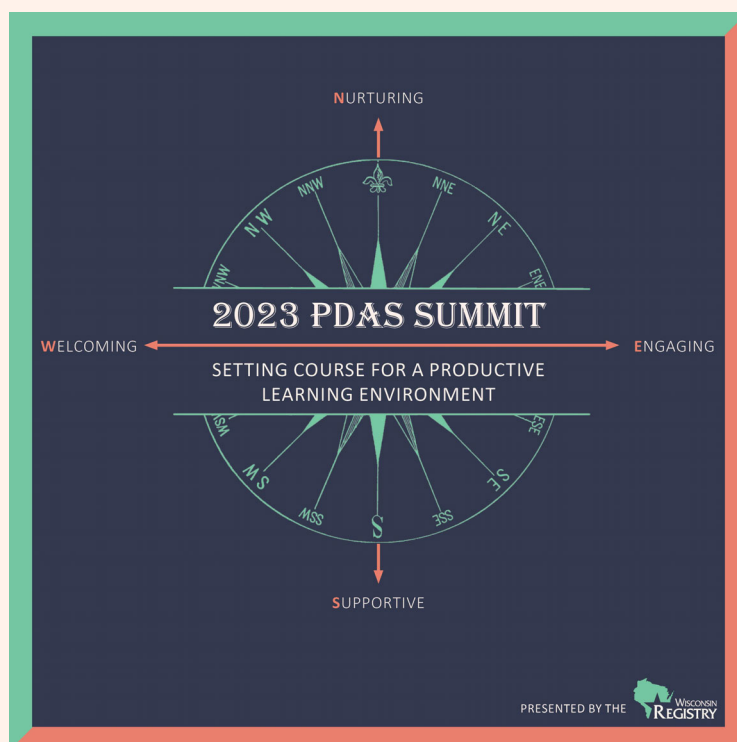 NURTURING
NNW
NNE
NW
NE
WNW
ENE
2023 PDAS SUMMIT
WELCOMING
ENGAGING
SETTING COURSE FOR A PRODUCTIVE
LEARNING ENVIRONMENT
WSW
ESE
SW
SE
SSW
SSE
S
SUPPORTIVE
PRESENTED BY THE
WISCONSIN
REGISTRY